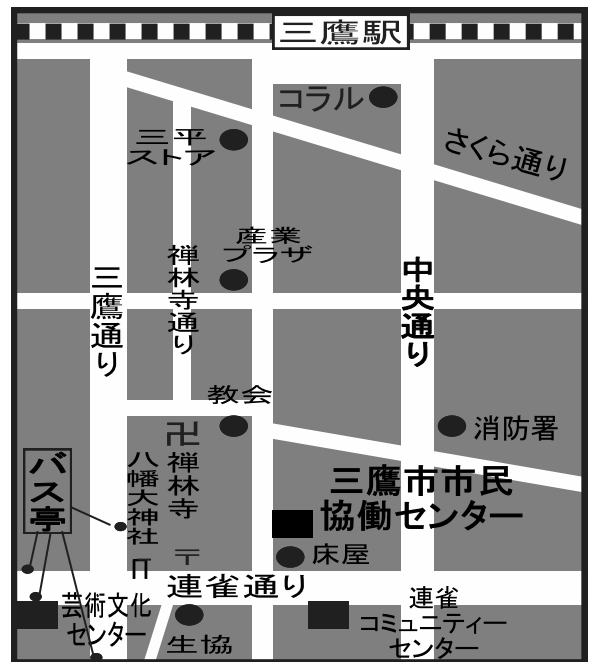 三鷹駅
コラル
三平
ストア
さくら通り
産業
プラザ
禅林寺通り
三鷹通り
中央通り
教会
消防署
卍
禅林寺
八幡大神社
バス亭
三鷹市市民
協働センター
〒
床屋
連雀通り
芸術文化
センター
生協
連雀
コミュニティー
センター